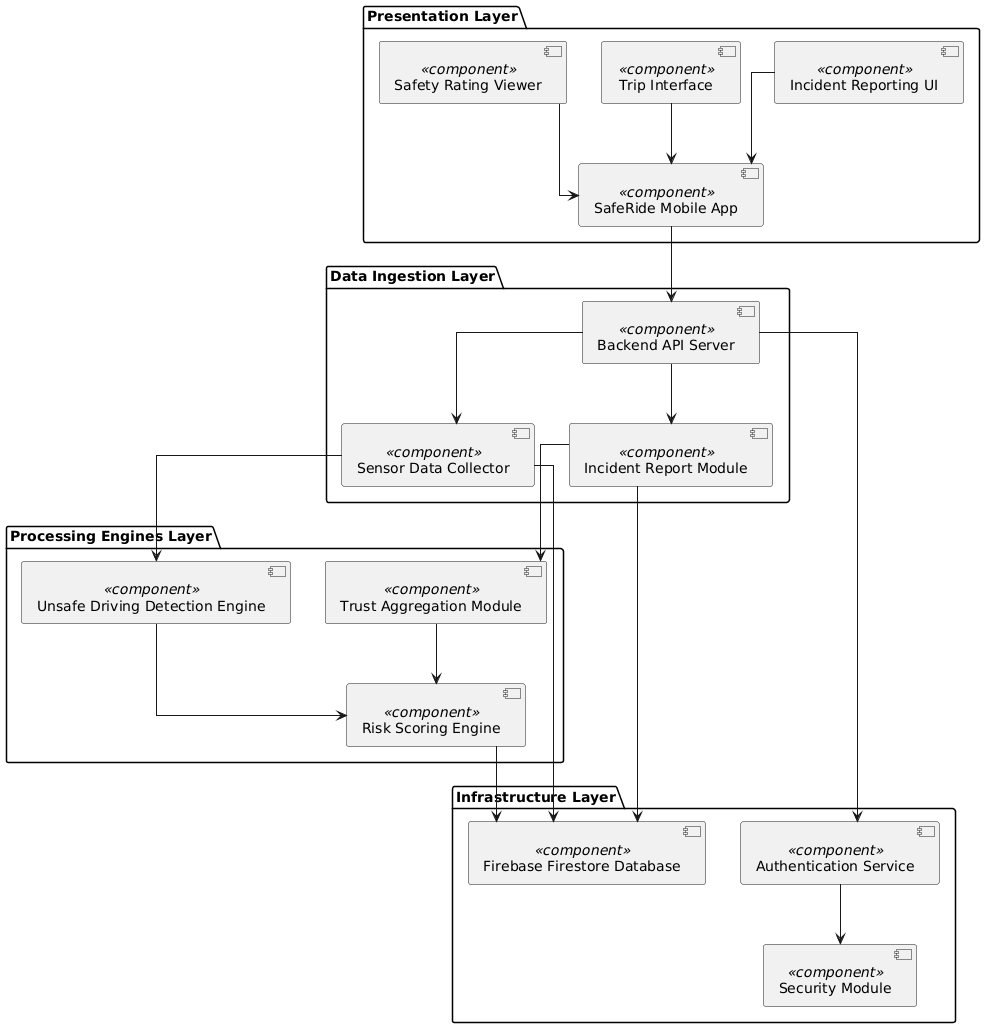 Presentation Layer
«component»
Safety Rating Viewer
«component»
Trip Interface
«component»
Incident Reporting UI
«component»
SafeRide Mobile App
Data Ingestion Layer
«component»
Backend API Server
«component»
Sensor Data Collector
«component»
Incident Report Module
Processing Engines Layer
«component»
Unsafe Driving Detection Engine
«component»
Trust Aggregation Module
«component»
Risk Scoring Engine
Infrastructure Layer
«component»
Firebase Firestore Database
«component»
Authentication Service
«component»
Security Module